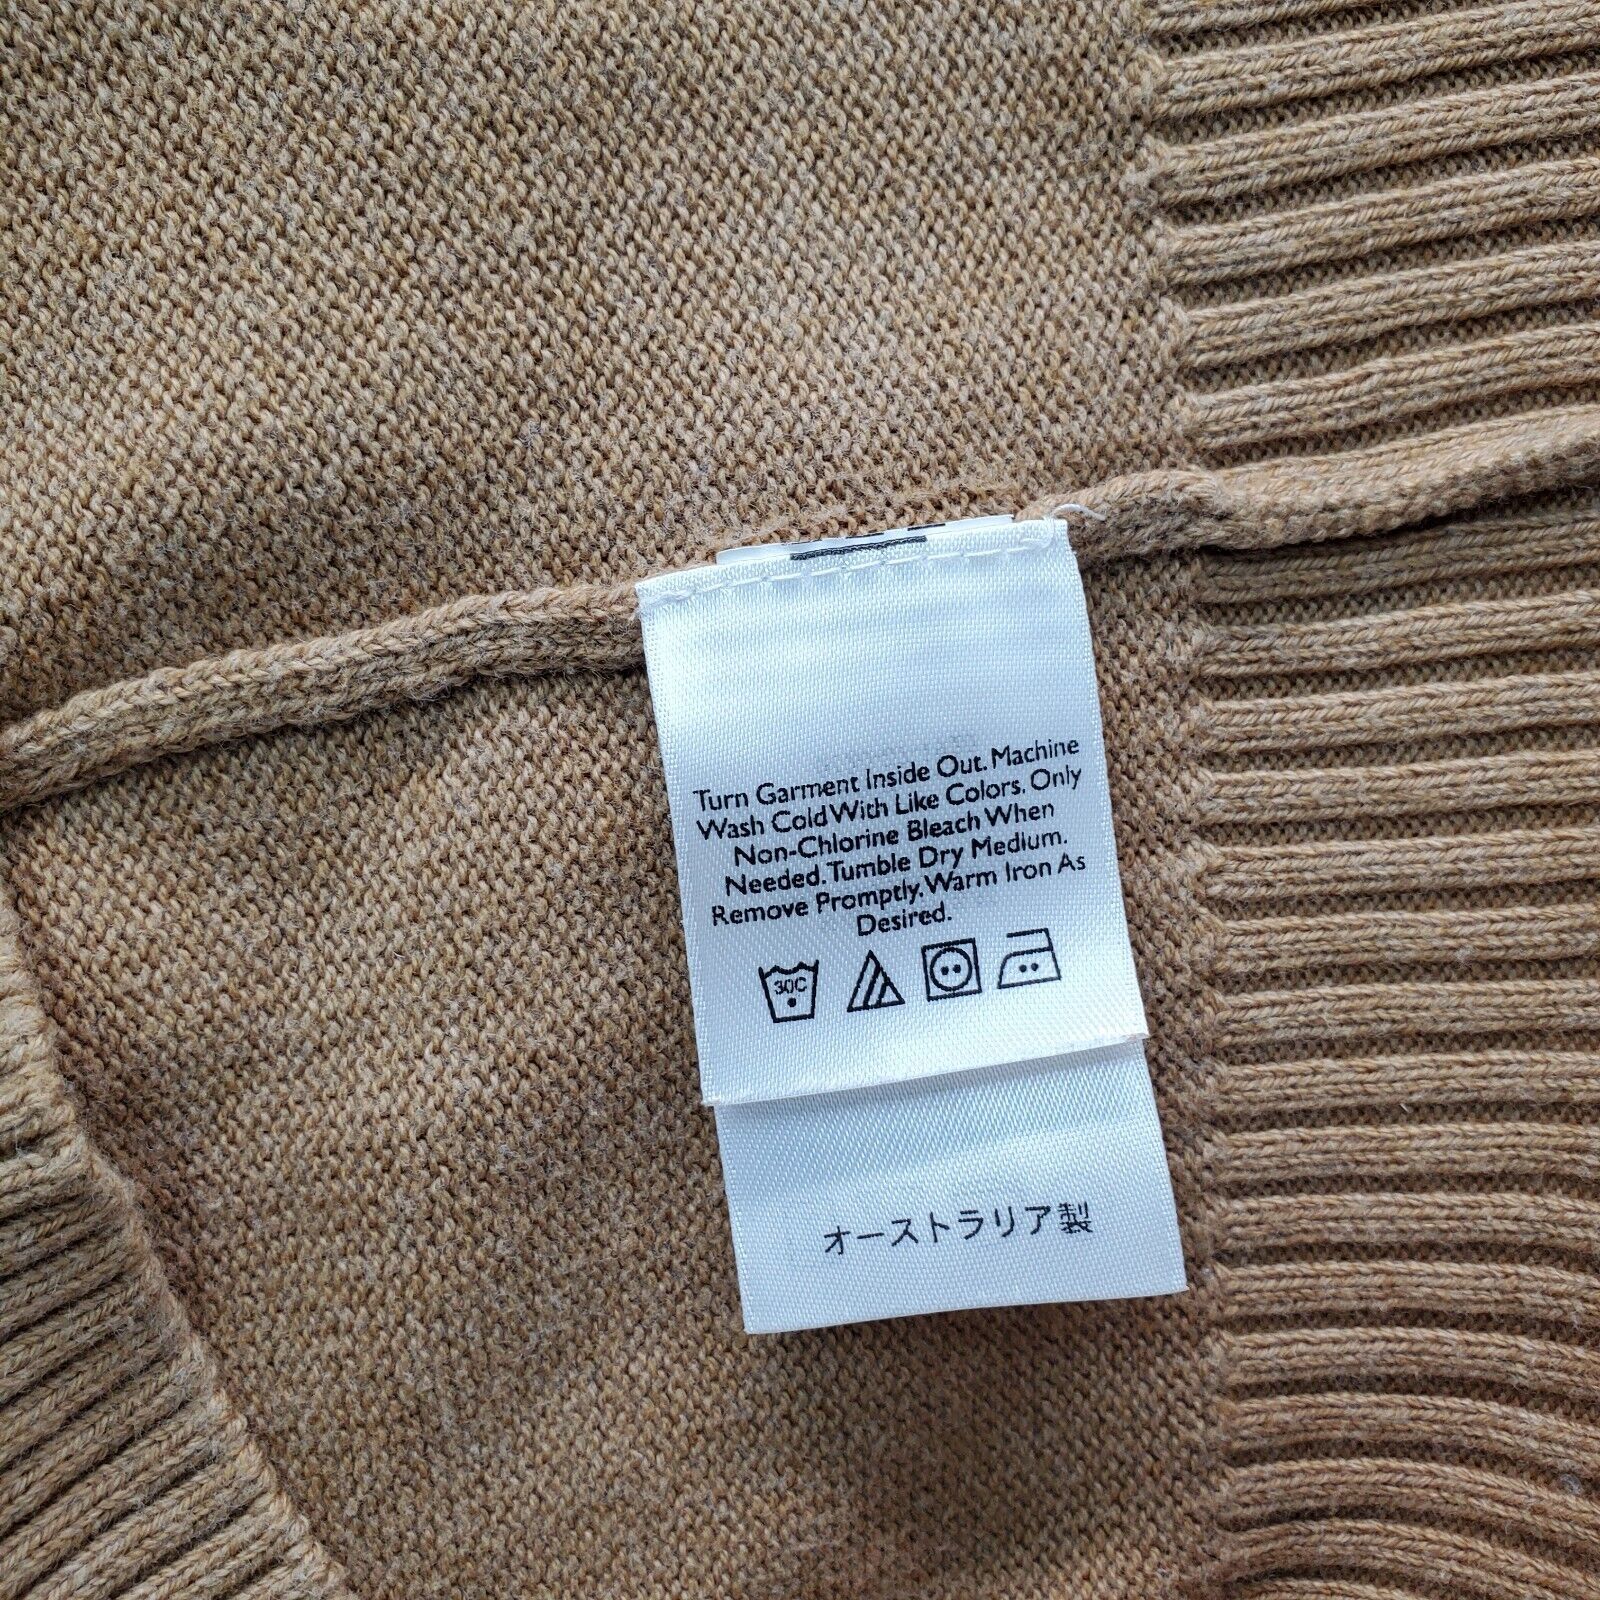 Turn Garment Inside Out. Machine
Wash Cold With Like Colors. Only
Non-Chlorine Bleach When
Needed. Tumble Dry Medium.
Remove Promptly. Warm Iron As
Desired.
30C
オーストラリア製